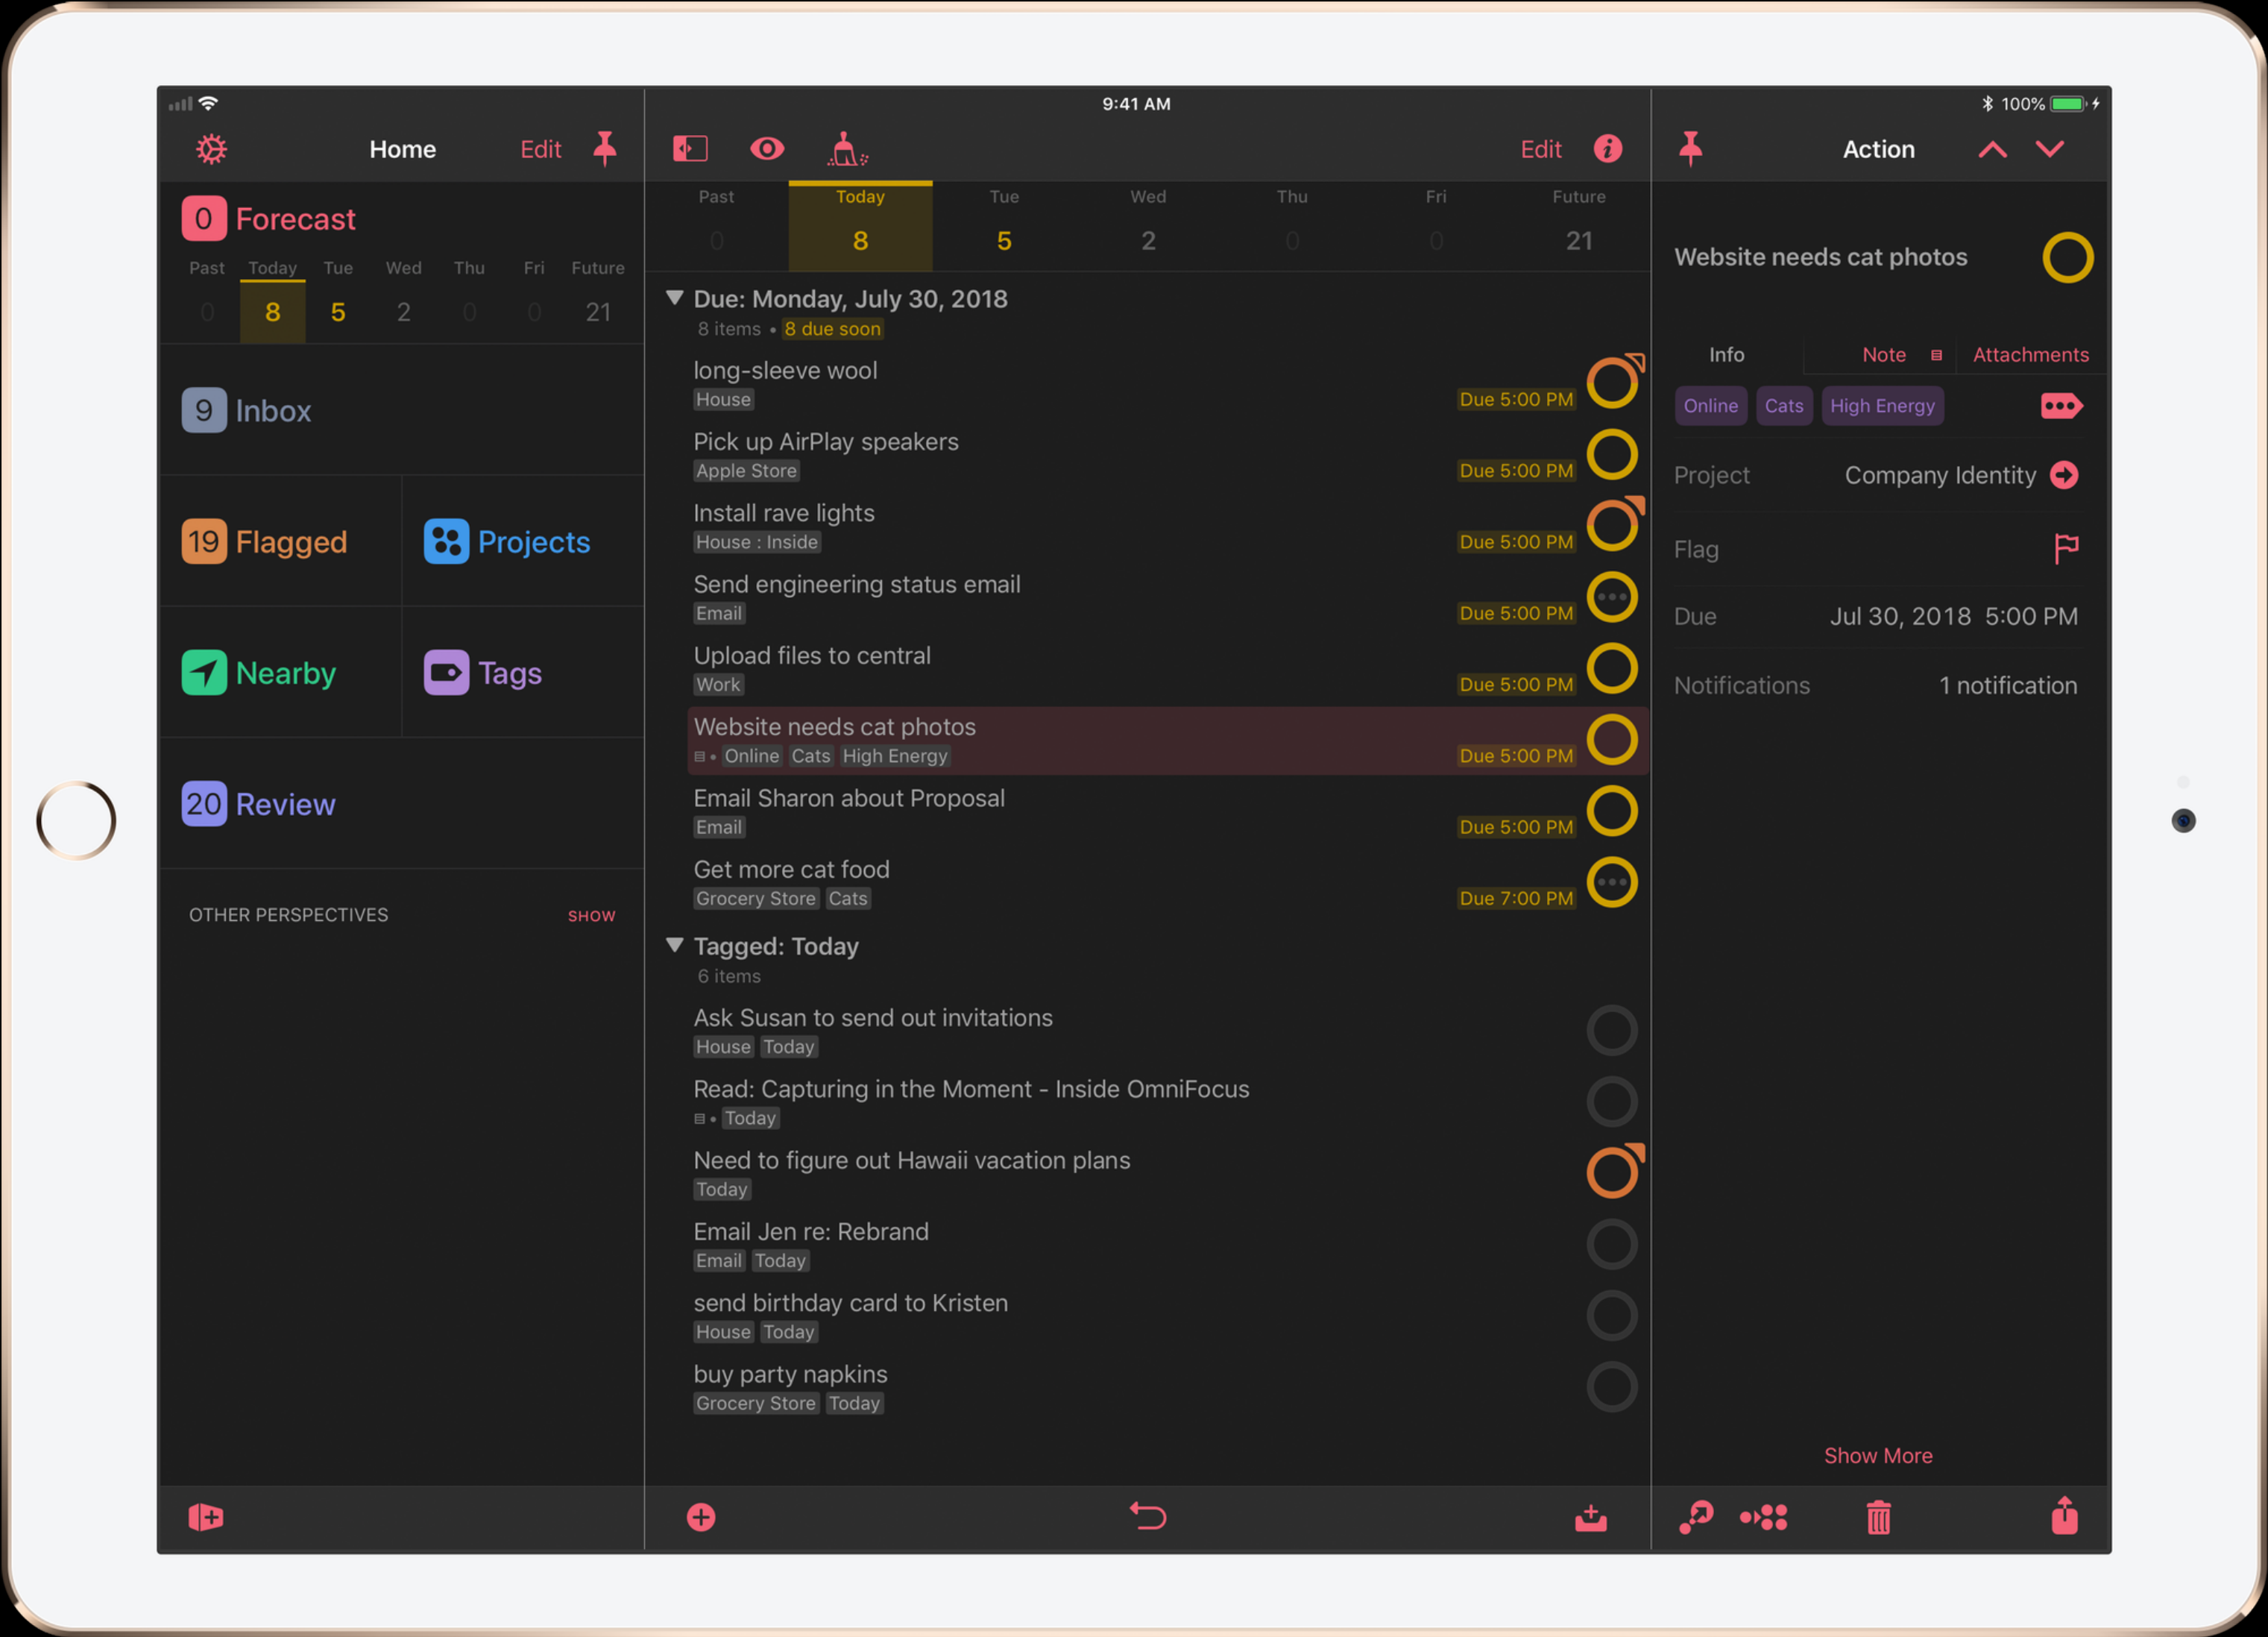 9:41 AM
100%
Home
Edit
0 Forecast
Past Today Tue Wed Thu Fri Future
0 8 5 2 0 0 21
9 Inbox
19 Flagged
Projects
Nearby
Tags
20 Review
OTHER PERSPECTIVES
SHOW
Edit
Past Today Tue Wed Thu Fri Future
0 8 5 2 0 0 21
Due: Monday, July 30, 2018
8 items • 8 due soon
long-sleeve wool
House
Due 5:00 PM
Pick up AirPlay speakers
Apple Store
Due 5:00 PM
Install rave lights
House : Inside
Due 5:00 PM
Send engineering status email
Email
Due 5:00 PM
Upload files to central
Work
Due 5:00 PM
Website needs cat photos
• Online Cats High Energy
Due 5:00 PM
Email Sharon about Proposal
Email
Due 5:00 PM
Get more cat food
Grocery Store Cats
Due 7:00 PM
Tagged: Today
6 items
Ask Susan to send out invitations
House Today
Read: Capturing in the Moment - Inside OmniFocus
• Today
Need to figure out Hawaii vacation plans
Today
Email Jen re: Rebrand
Email Today
send birthday card to Kristen
House Today
buy party napkins
Grocery Store Today
Action
Website needs cat photos
Info
Note
Attachments
Online Cats High Energy
Project Company Identity
Flag
Due Jul 30, 2018 5:00 PM
Notifications 1 notification
Show More